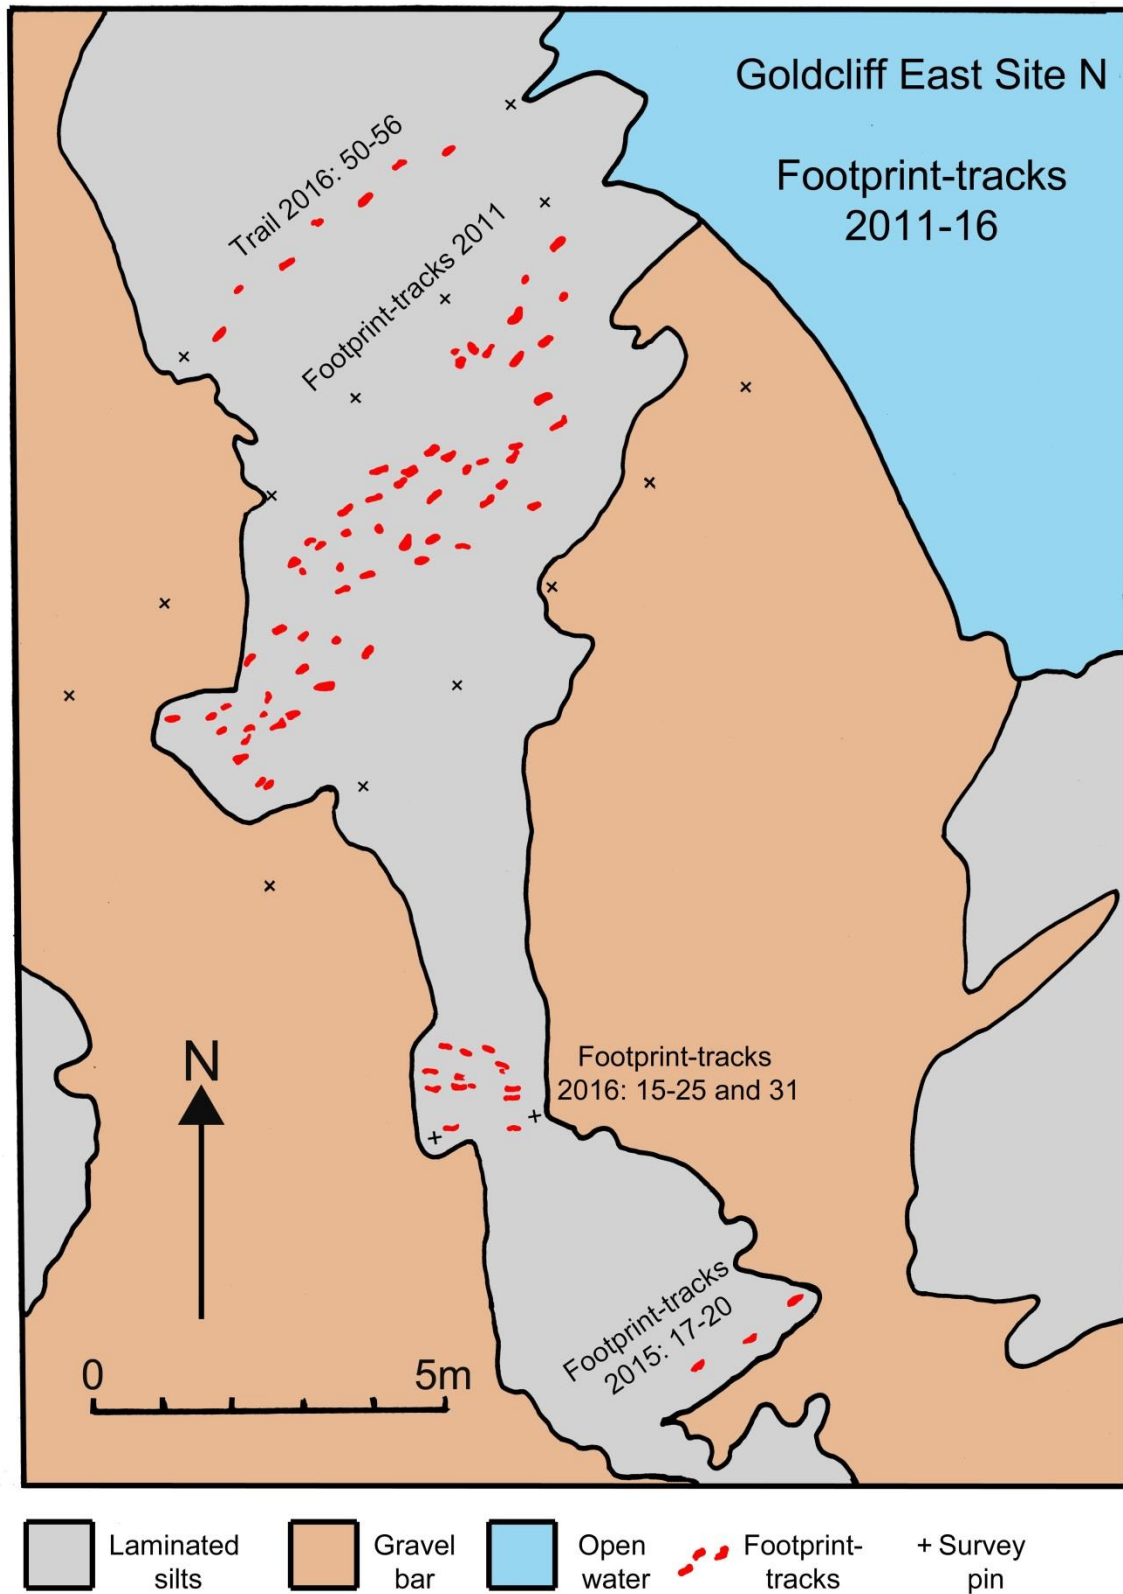 Goldcliff East Site N
Footprint-tracks
2011-16
Trail 2016: 50-56
Footprint-tracks 2011
Footprint-tracks
2016: 15-25 and 31
N
Footprint-tracks
2015: 17-20
0 5m
Laminated
silts
Gravel
bar
Open
water
Footprint-
tracks
Survey
pin